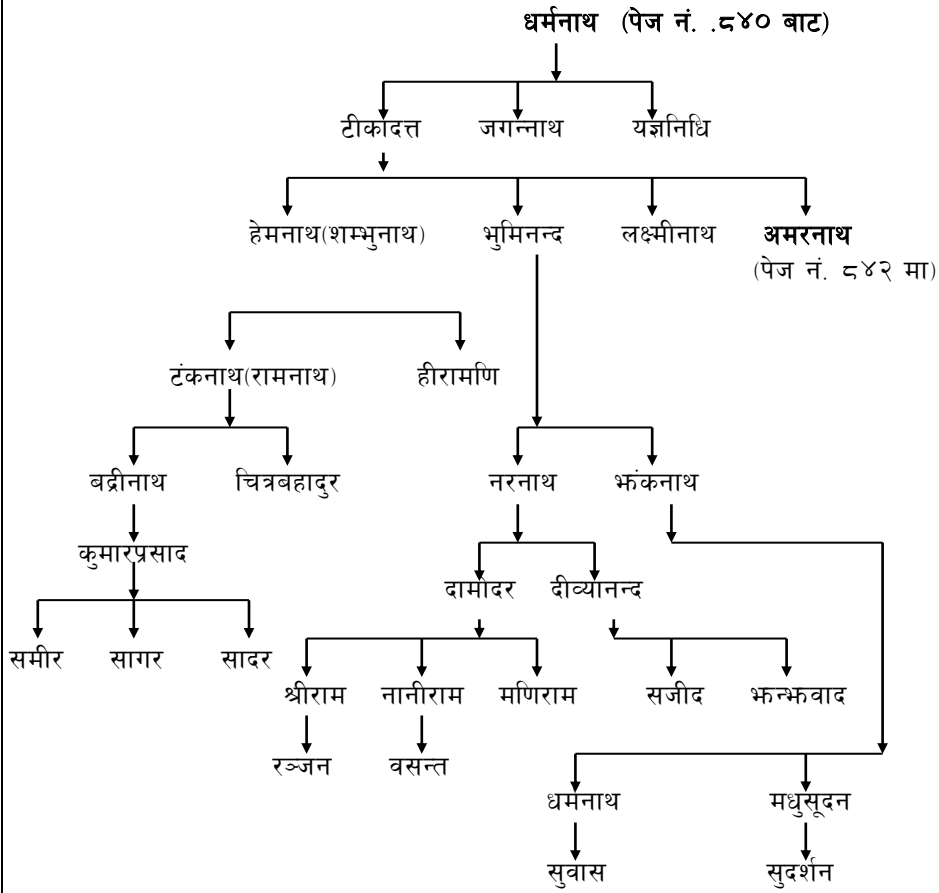 धर्मनाथ (पेज नं. .८४० बाट)
टीकादत्त जगन्नाथ यज्ञनिधि
हेमनाथ(शम्भुनाथ) भुमिनन्द लक्ष्मीनाथ अमरनाथ
(पेज नं. ८४२ मा)
टंकनाथ(रामनाथ) हीरामणि
बद्रीनाथ चित्रबहादुर नरनाथ झंकनाथ
कुमारप्रसाद
दामोदर दीव्यानन्द
समीर सागर सादर
श्रीराम नानीराम मणिराम सजीद झन्झवाद
रञ्जन वसन्त
धर्मनाथ मधुसूदन
सुवास सुदर्शन